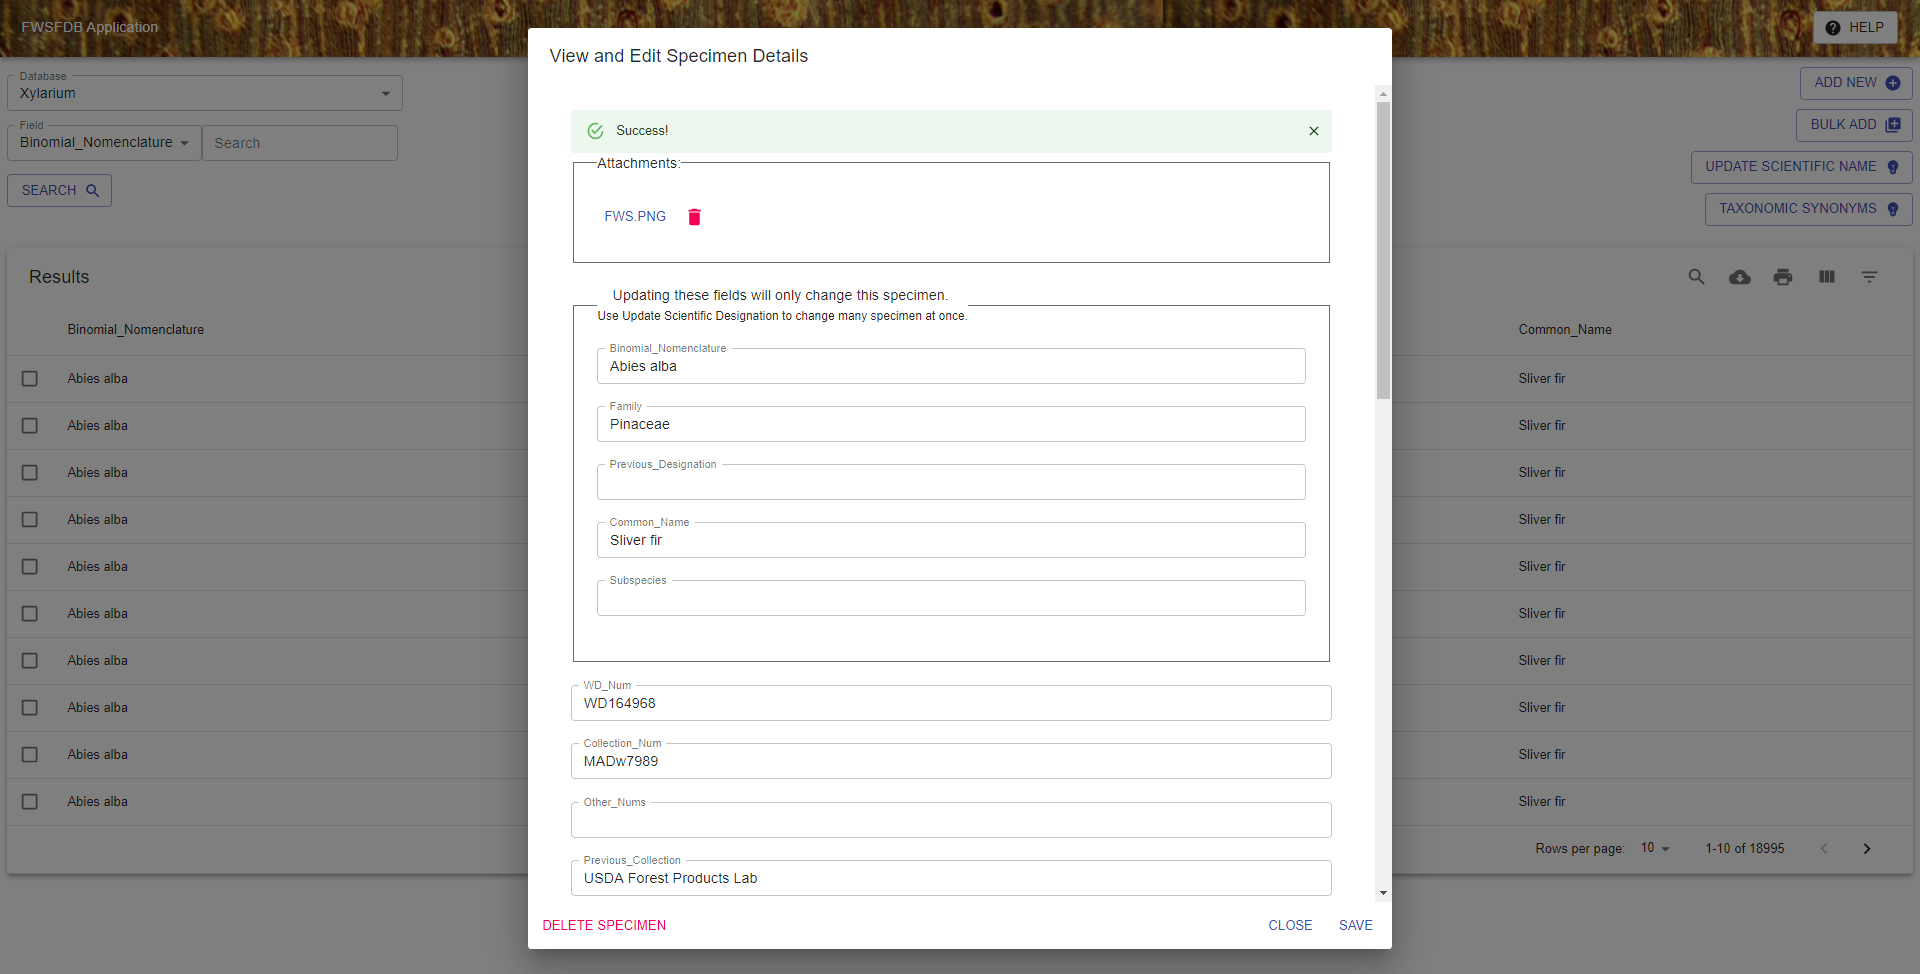 FWSFDB Application
HELP
Database
Xylarium
Field
Binomial_Nomenclature
Search
SEARCH
ADD NEW
BULK ADD
UPDATE SCIENTIFIC NAME
TAXONOMIC SYNONYMS
Results
Binomial_Nomenclature
Common_Name
Abies alba
Sliver fir
Abies alba
Sliver fir
Abies alba
Sliver fir
Abies alba
Sliver fir
Abies alba
Sliver fir
Abies alba
Sliver fir
Abies alba
Sliver fir
Abies alba
Sliver fir
Abies alba
Sliver fir
Abies alba
Sliver fir
Rows per page: 10 1-10 of 18995
View and Edit Specimen Details
Success!
Attachments:
FWS.PNG
Updating these fields will only change this specimen.
Use Update Scientific Designation to change many specimen at once.
Binomial_Nomenclature
Abies alba
Family
Pinaceae
Previous_Designation
Common_Name
Sliver fir
Subspecies
WD_Num
WD164968
Collection_Num
MADw7989
Other_Nums
Previous_Collection
USDA Forest Products Lab
DELETE SPECIMEN
CLOSE
SAVE